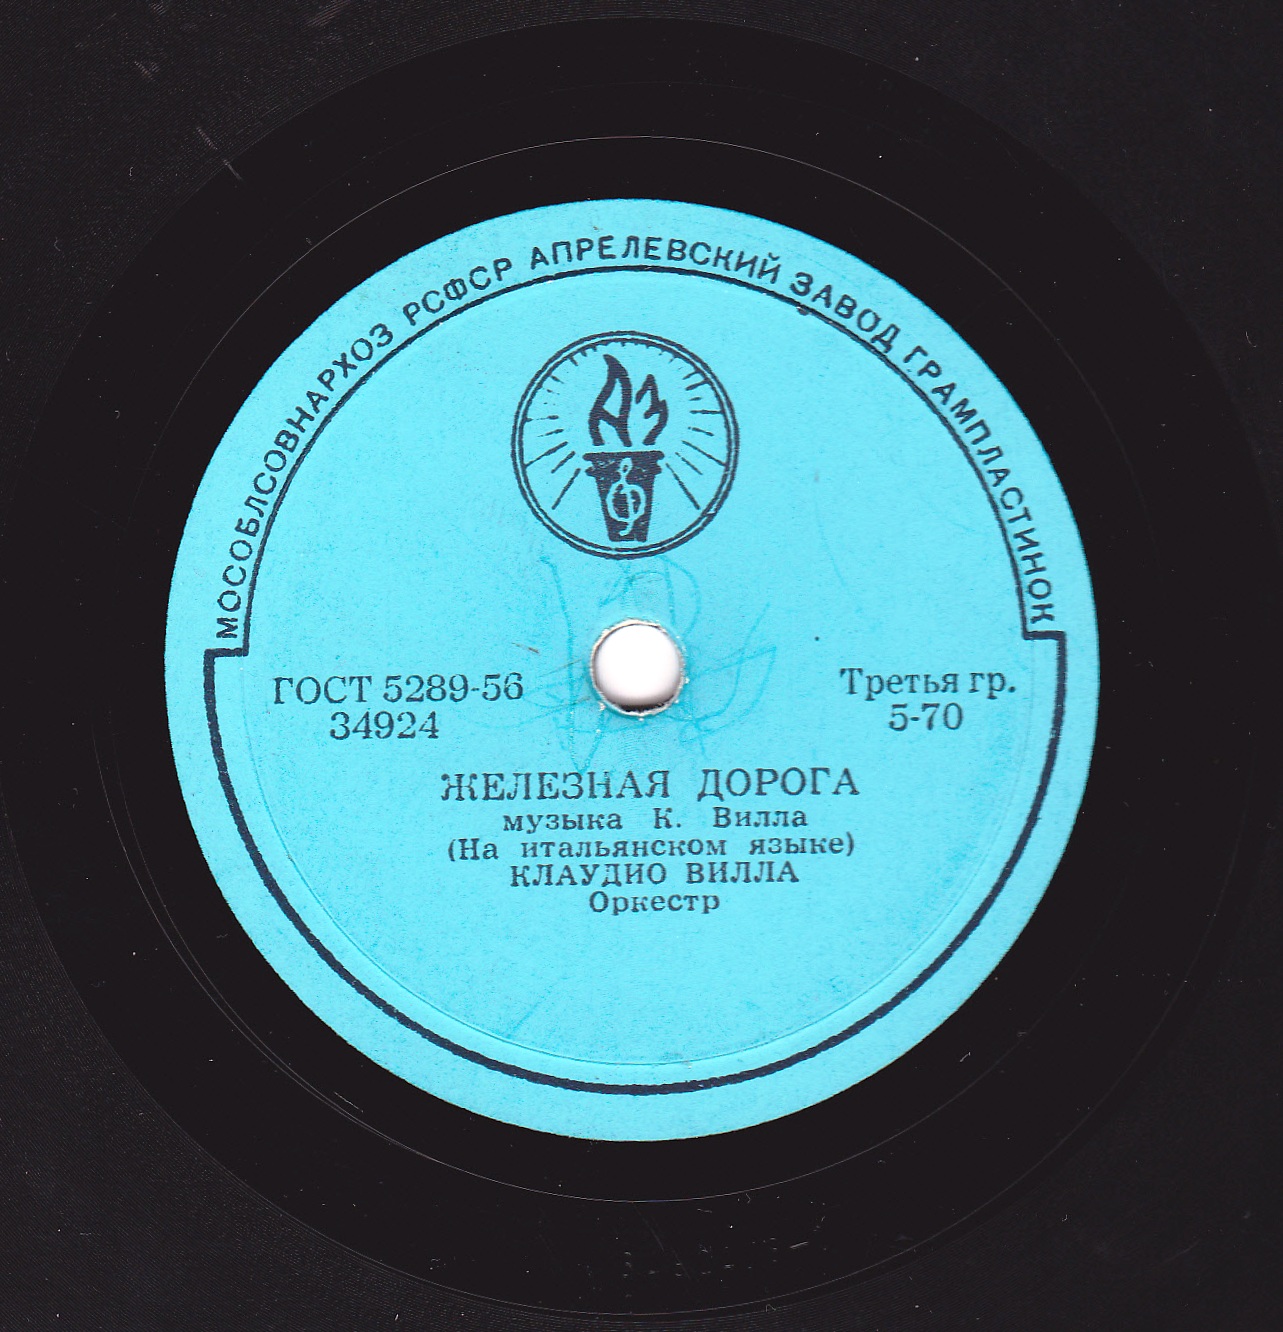 МОСОБЛСОВНАРХОЗ РСФСР АПРЕЛЕВСКИЙ ЗАВОД ГРАМПЛАСТИНОК
АЗ
ГОСТ 5289-56
34924
Третья гр.
5-70
ЖЕЛЕЗНАЯ ДОРОГА
музыка К. Вилла
(На итальянском языке)
КЛАУДИО ВИЛЛА
Оркестр